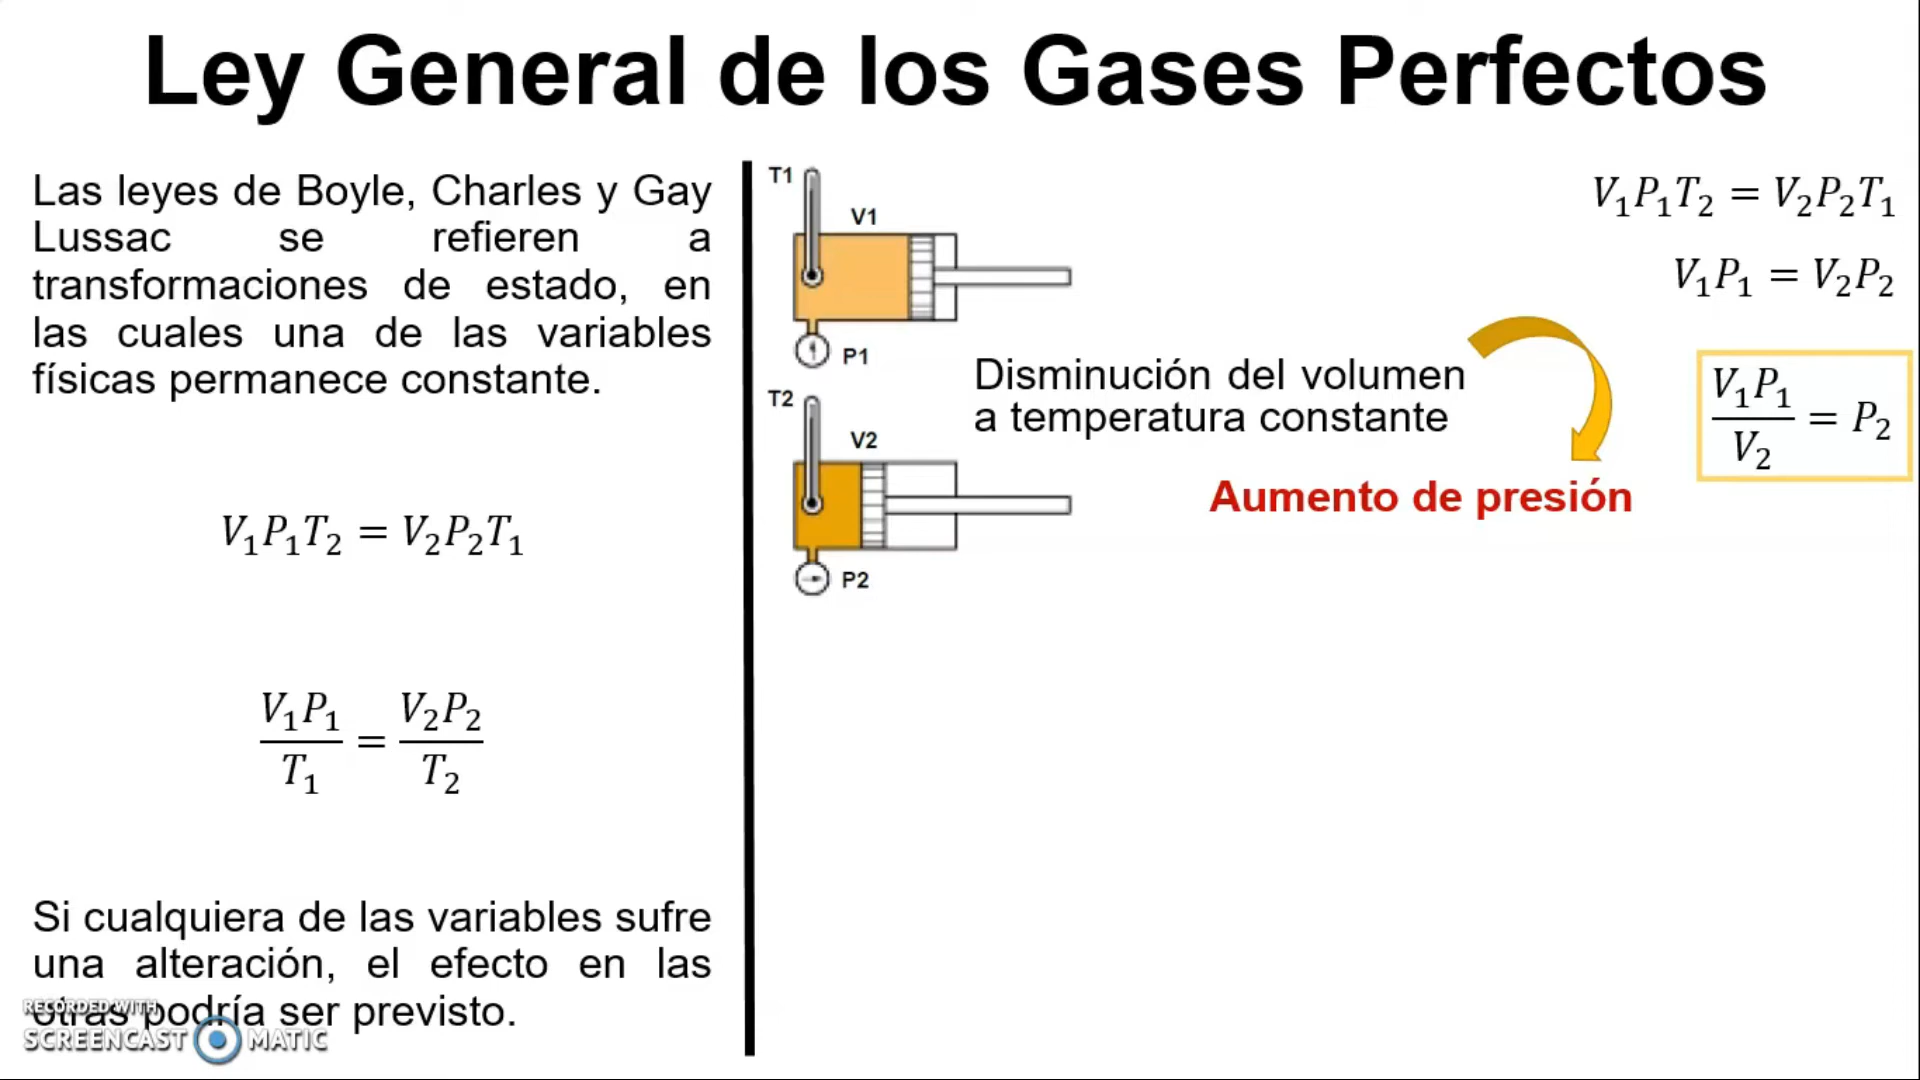 Ley General de los Gases Perfectos
Las leyes de Boyle, Charles y Gay
Lussac se refieren a
transformaciones de estado, en
las cuales una de las variables
físicas permanece constante.
V₁P₁T₂ = V₂P₂T₁
V₁P₁/T₁ = V₂P₂/T₂
Si cualquiera de las variables sufre
una alteración, el efecto en las
otras podría ser previsto.
RECORDED WITH
SCREENCAST MATIC
T1
V1
P1
T2
V2
P2
Disminución del volumen
a temperatura constante
Aumento de presión
V₁P₁T₂ = V₂P₂T₁
V₁P₁ = V₂P₂
V₁P₁/V₂ = P₂